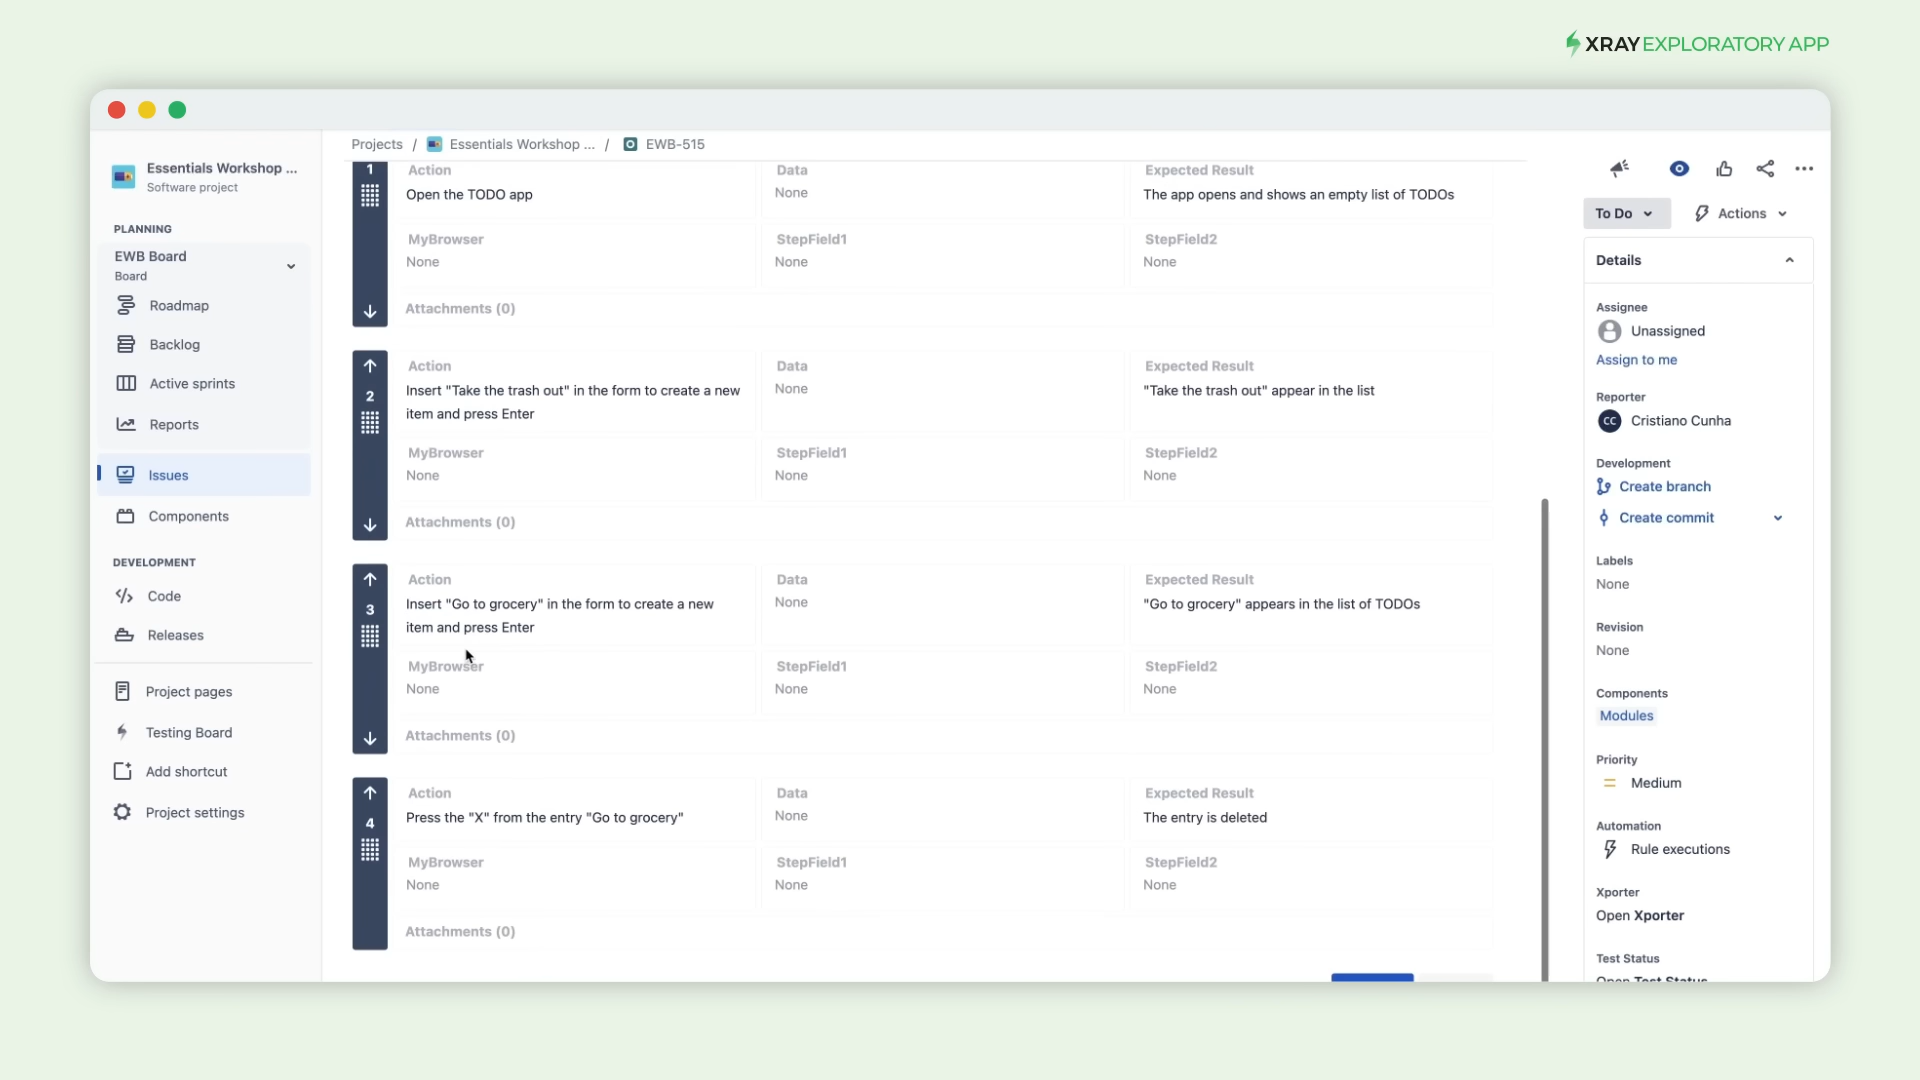 XRAY EXPLORATORY APP
Projects / Essentials Workshop ... / EWB-515
Essentials Workshop ...
Software project
PLANNING
EWB Board
Board
Roadmap
Backlog
Active sprints
Reports
Issues
Components
DEVELOPMENT
Code
Releases
Project pages
Testing Board
Add shortcut
Project settings
1
Action
Data
Expected Result
Open the TODO app
None
The app opens and shows an empty list of TODOs
MyBrowser
StepField1
StepField2
None
None
None
Attachments (0)
2
Action
Data
Expected Result
Insert "Take the trash out" in the form to create a new
item and press Enter
None
"Take the trash out" appear in the list
MyBrowser
StepField1
StepField2
None
None
None
Attachments (0)
3
Action
Data
Expected Result
Insert "Go to grocery" in the form to create a new
item and press Enter
None
"Go to grocery" appears in the list of TODOs
MyBrowser
StepField1
StepField2
None
None
None
Attachments (0)
4
Action
Data
Expected Result
Press the "X" from the entry "Go to grocery"
None
The entry is deleted
MyBrowser
StepField1
StepField2
None
None
None
Attachments (0)
To Do
Actions
Details
Assignee
Unassigned
Assign to me
Reporter
CC
Cristiano Cunha
Development
Create branch
Create commit
Labels
None
Revision
None
Components
Modules
Priority
Medium
Automation
Rule executions
Xporter
Open Xporter
Test Status
Open Test Status